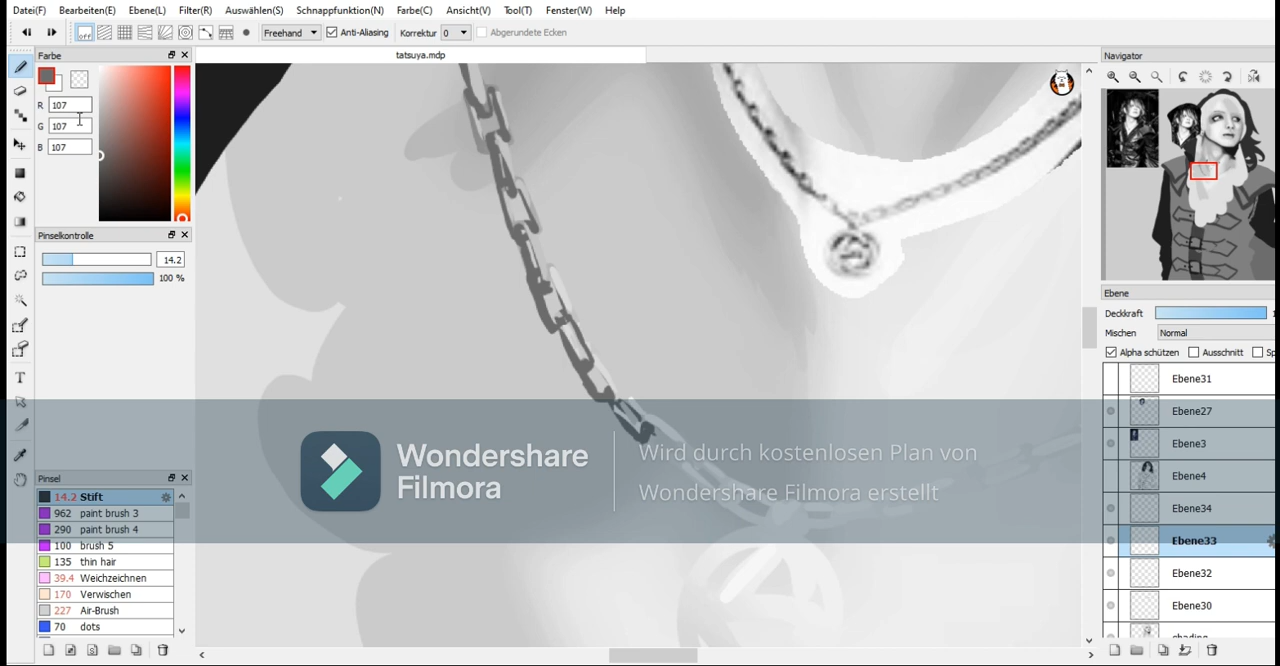 Datei(F) Bearbeiten(E) Ebene(L) Filter(R) Auswählen(S) Schnappfunktion(N) Farbe(C) Ansicht(V) Tool(T) Fenster(W) Help
off Freehand Anti-Aliasing Korrektur 0 Abgerundete Ecken
Farbe
tatsuya.mdp
Navigator
R 107
G 107
B 107
Pinselkontrolle
14.2
100 %
Ebene
Deckkraft
Mischen Normal
Alpha schützen Ausschnitt Sp
Ebene31
Ebene27
Ebene3
Ebene4
Ebene34
Ebene33
Ebene32
Ebene30
shading
Wondershare
Filmora
Wird durch kostenlosen Plan von
Wondershare Filmora erstellt
Pinsel
14.2 Stift
962 paint brush 3
290 paint brush 4
100 brush 5
135 thin hair
39.4 Weichzeichnen
170 Verwischen
227 Air-Brush
70 dots